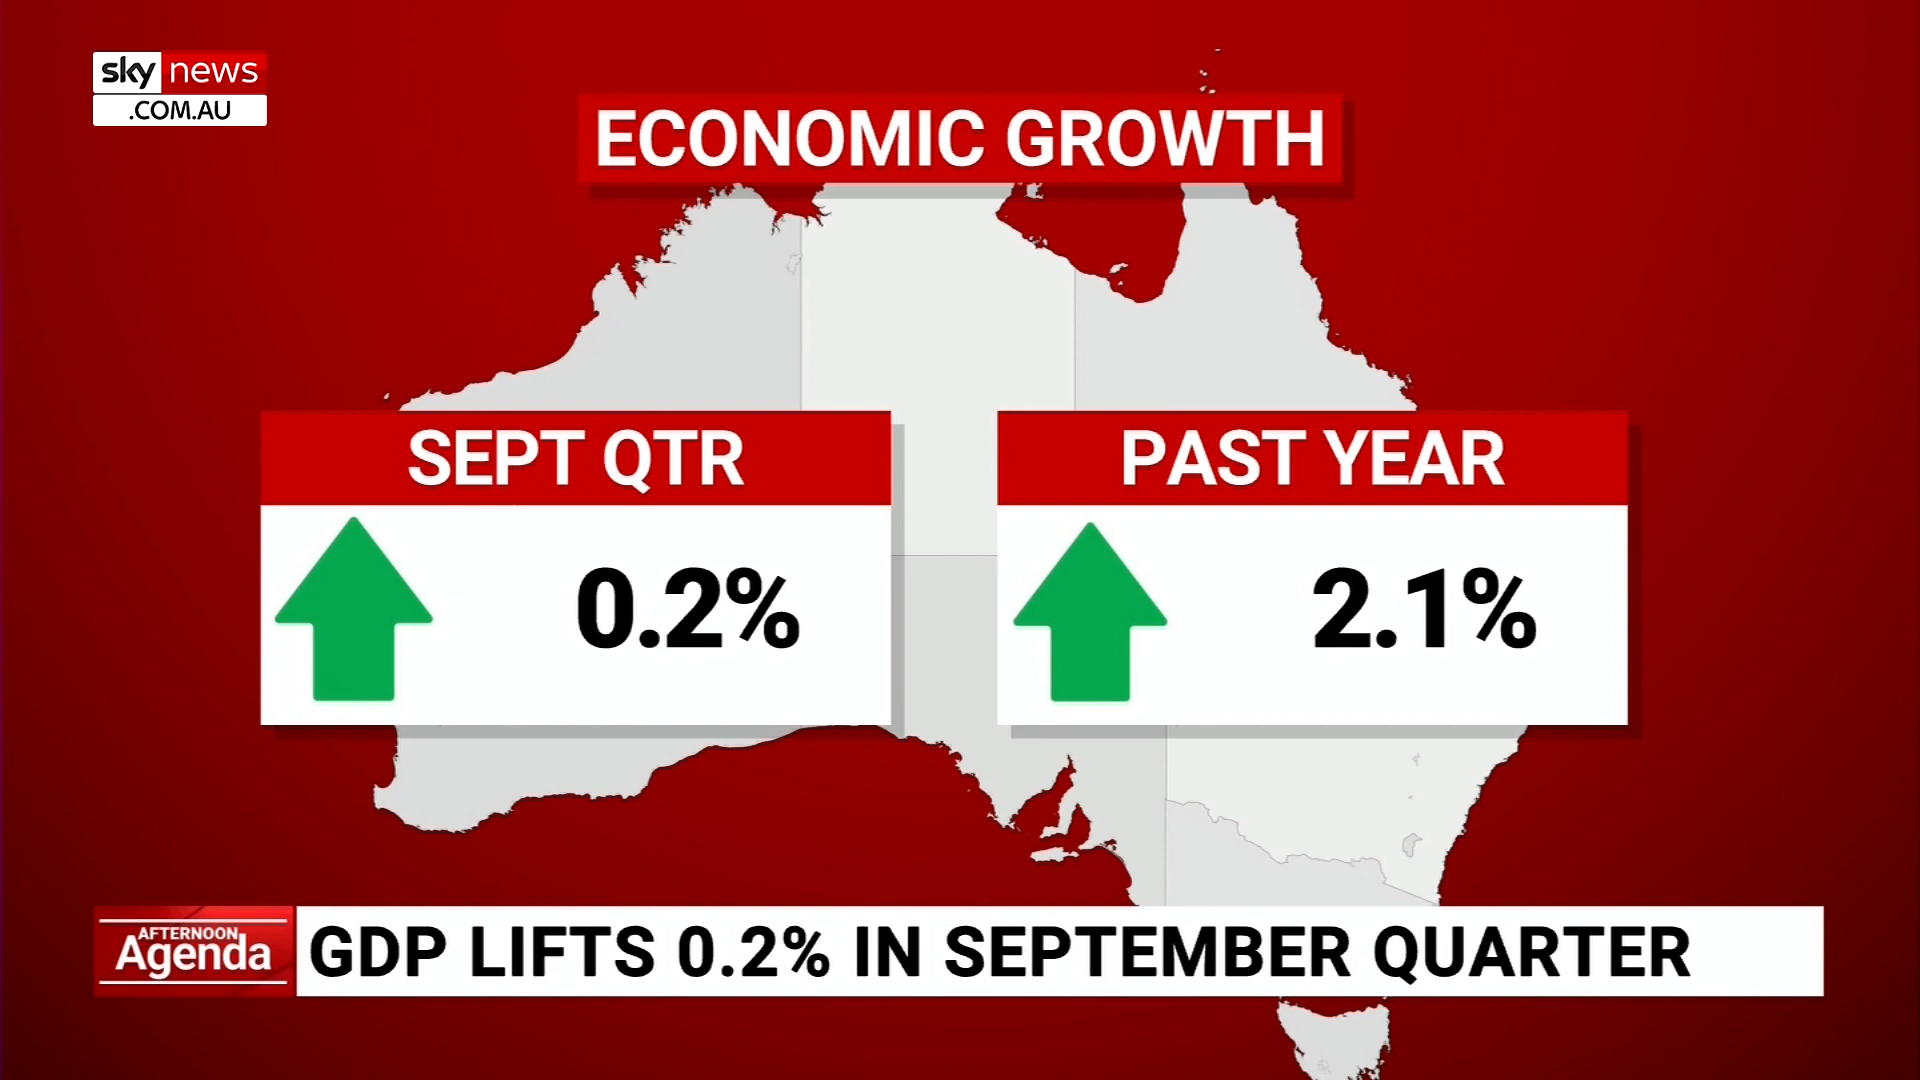 sky news
.COM.AU
ECONOMIC GROWTH
SEPT QTR
0.2%
PAST YEAR
2.1%
AFTERNOON
Agenda
GDP LIFTS 0.2% IN SEPTEMBER QUARTER